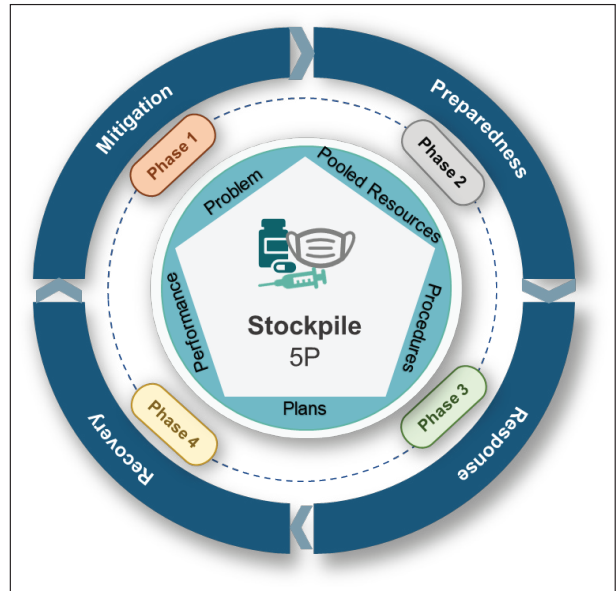 Mitigation
Preparedness
Phase 1
Phase 2
Problem
Pooled Resources
Stockpile
5P
Performance
Procedures
Plans
Phase 4
Phase 3
Recovery
Response